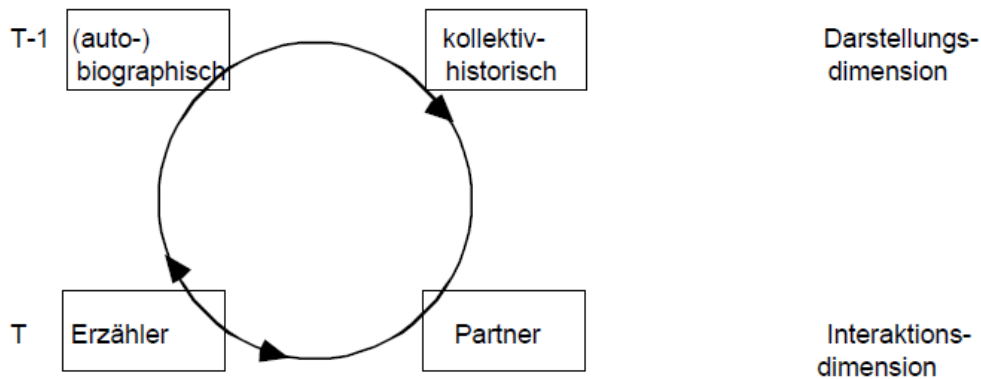 T-1 (auto-) kollektiv- Darstellungs-
biographisch historisch dimension
T Erzähler Partner Interaktions-
dimension